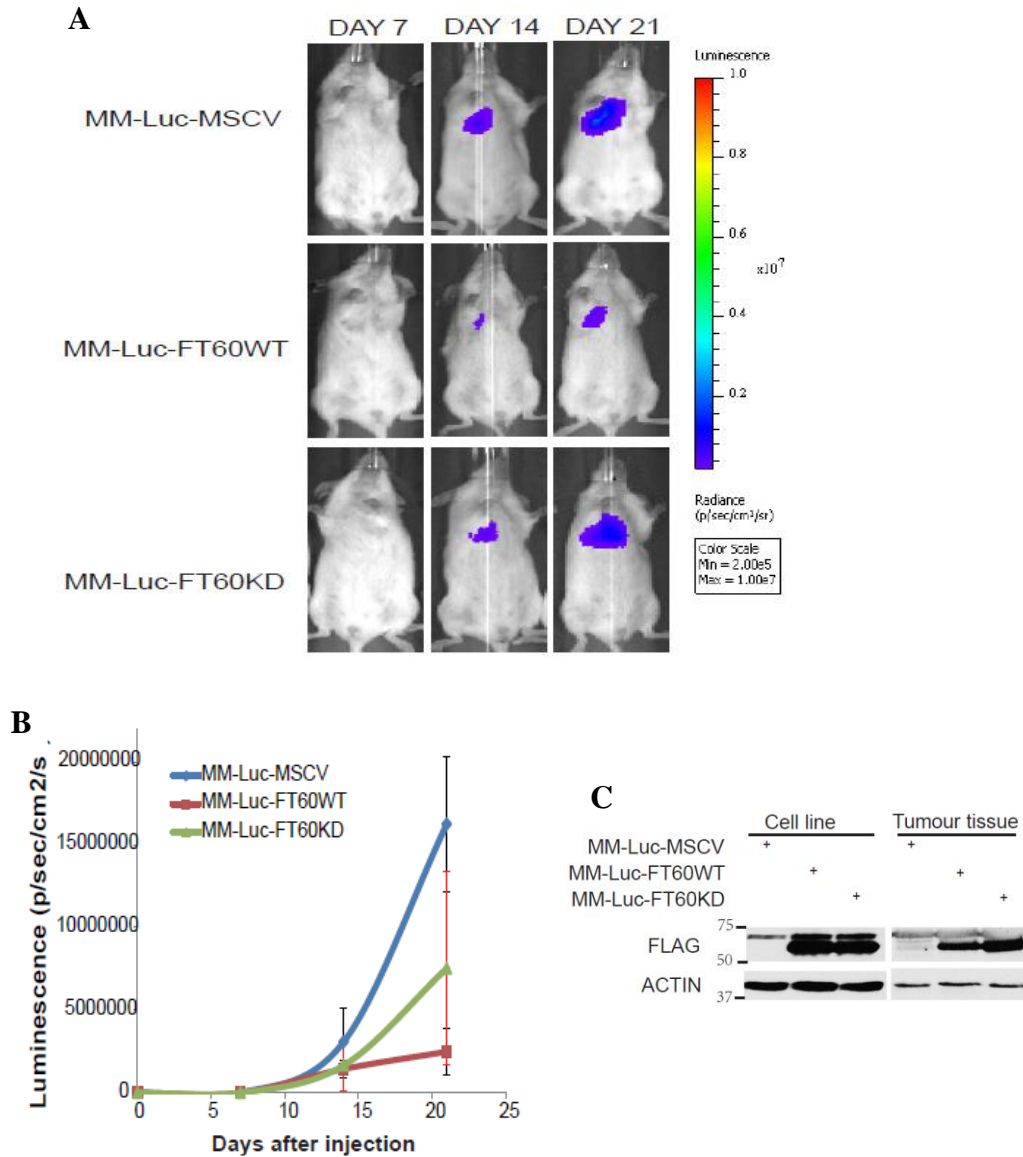 A
DAY 7 DAY 14 DAY 21
MM-Luc-MSCV
MM-Luc-FT60WT
MM-Luc-FT60KD
Luminescence
1.0
0.8
0.6
x10⁷
0.4
0.2
Radiance
(p/sec/cm²/sr)
Color Scale
Min = 2.00e5
Max = 1.00e7
B
Luminescence (p/sec/cm2/s
20000000
15000000
10000000
5000000
0
MM-Luc-MSCV
MM-Luc-FT60WT
MM-Luc-FT60KD
0 5 10 15 20 25
Days after injection
C
Cell line Tumour tissue
MM-Luc-MSCV + +
MM-Luc-FT60WT + +
MM-Luc-FT60KD + +
75
FLAG
50
ACTIN
37